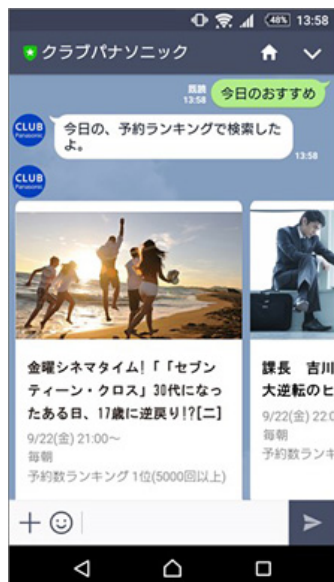 48% 13:58
クラブパナソニック
既読
13:58
今日のおすすめ
CLUB
Panasonic
今日の、予約ランキングで検索した
よ。
13:58
CLUB
Panasonic
金曜シネマタイム!「「セブン
ティーン・クロス」30代になっ
たある日、17歳に逆戻り!?[二]
9/22(金) 21:00～
毎朝
予約数ランキング 1位(5000回以上)
課長 吉川
大逆転のヒ
9/22(金) 22:0
毎朝
予約数ランキ